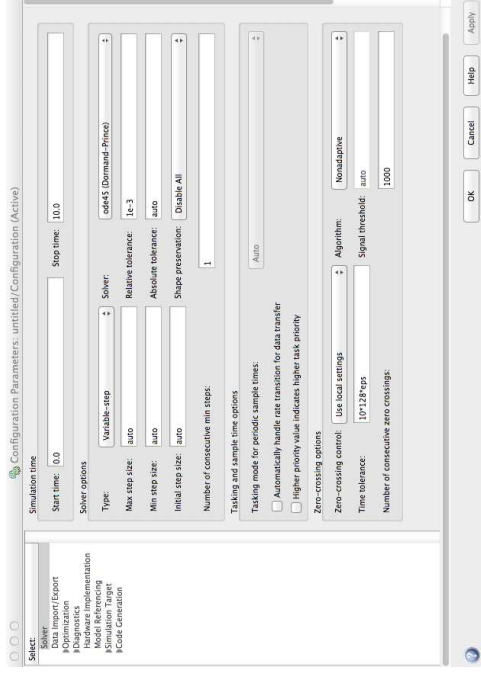 Configuration Parameters: untitled/Configuration (Active)
Select:
Solver
Data Import/Export
Optimization
Diagnostics
Hardware Implementation
Model Referencing
Simulation Target
Code Generation
Simulation time
Start time: 0.0 Stop time: 10.0
Solver options
Type: Variable-step Solver: ode45 (Dormand-Prince)
Max step size: auto Relative tolerance: 1e-3
Min step size: auto Absolute tolerance: auto
Initial step size: auto Shape preservation: Disable All
Number of consecutive min steps: 1
Tasking and sample time options
Tasking mode for periodic sample times: Auto
Automatically handle rate transition for data transfer
Higher priority value indicates higher task priority
Zero-crossing options
Zero-crossing control: Use local settings Algorithm: Nonadaptive
Time tolerance: 10*128*eps Signal threshold: auto
Number of consecutive zero crossings: 1000
OK Cancel Help Apply